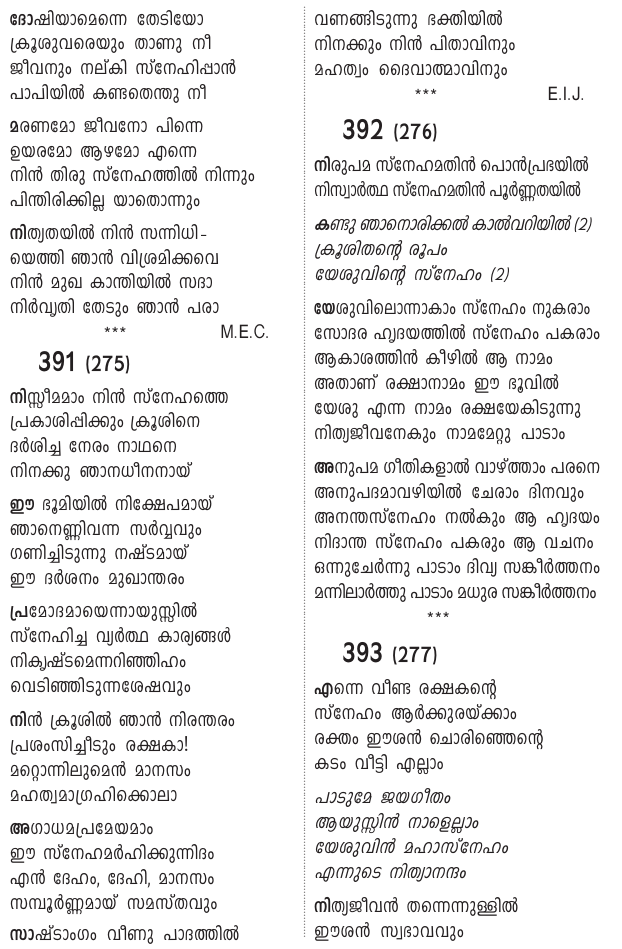 ദോഷിയാമെന്നെ തേടിയോ
ക്രൂശുവരെയും താണു നീ
ജീവനും നല്കി സ്നേഹിപ്പാൻ
പാപിയിൽ കണ്ടതെന്തു നീ
മരണമോ ജീവനോ പിന്നെ
ഉയരമോ ആഴമോ എന്നെ
നിൻ തിരു സ്നേഹത്തിൽ നിന്നും
പിന്തിരിക്കില്ല യാതൊന്നും
നിത്യതയിൽ നിൻ സന്നിധി-
യെത്തി ഞാൻ വിശ്രമിക്കവെ
നിൻ മുഖ കാന്തിയിൽ സദാ
നിർവൃതി തേടും ഞാൻ പരാ
*** M.E.C.
391 (275)
നിസ്സീമമാം നിൻ സ്നേഹത്തെ
പ്രകാശിപ്പിക്കും ക്രൂശിനെ
ദർശിച്ച നേരം നാഥനെ
നിനക്കു ഞാനധീനനായ്
ഈ ഭൂമിയിൽ നിക്ഷേപമായ്
ഞാനെണ്ണിവന്ന സർവ്വവും
ഗണിച്ചിടുന്നു നഷ്ടമായ്
ഈ ദർശനം മുഖാന്തരം
പ്രമോദമായെന്നായുസ്സിൽ
സ്നേഹിച്ച വ്യർത്ഥ കാര്യങ്ങൾ
നികൃഷ്ടമെന്നറിഞ്ഞിഹം
വെടിഞ്ഞിടുന്നശേഷവും
നിൻ ക്രൂശിൽ ഞാൻ നിരന്തരം
പ്രശംസിച്ചീടും രക്ഷകാ!
മറ്റൊന്നിലുമെൻ മാനസം
മഹത്വമാഗ്രഹിക്കൊലാ
അഗാധമപ്രമേയമാം
ഈ സ്നേഹമർഹിക്കുന്നിദം
എൻ ദേഹം, ദേഹി, മാനസം
സമ്പൂർണ്ണമായ് സമസ്തവും
സാഷ്ടാംഗം വീണു പാദത്തിൽ
വണങ്ങിടുന്നു ഭക്തിയിൽ
നിനക്കും നിൻ പിതാവിനും
മഹത്വം ദൈവാത്മാവിനും
*** E.I.J.
392 (276)
നിരുപമ സ്നേഹമതിൻ പൊൻപ്രഭയിൽ
നിസ്വാർത്ഥ സ്നേഹമതിൻ പൂർണ്ണതയിൽ
കണ്ടു ഞാനൊരിക്കൽ കാൽവറിയിൽ (2)
ക്രൂശിതന്റെ രൂപം
യേശുവിന്റെ സ്നേഹം (2)
യേശുവിലൊന്നാകാം സ്നേഹം നുകരാം
സോദര ഹൃദയത്തിൽ സ്നേഹം പകരാം
ആകാശത്തിൻ കീഴിൽ ആ നാമം
അതാണ് രക്ഷാനാമം ഈ ഭൂവിൽ
യേശു എന്ന നാമം രക്ഷയേകിടുന്നു
നിത്യജീവനേകും നാമമേറ്റു പാടാം
അനുപമ ഗീതികളാൽ വാഴ്ത്താം പരനെ
അനുപദമാവഴിയിൽ ചേരാം ദിനവും
അനന്തസ്നേഹം നൽകും ആ ഹൃദയം
നിദാന്ത സ്നേഹം പകരും ആ വചനം
ഒന്നുചേർന്നു പാടാം ദിവ്യ സങ്കീർത്തനം
മന്നിലാർത്തു പാടാം മധുര സങ്കീർത്തനം
***
393 (277)
എന്നെ വീണ്ട രക്ഷകന്റെ
സ്നേഹം ആർക്കുരയ്ക്കാം
രക്തം ഈശൻ ചൊരിഞ്ഞെന്റെ
കടം വീട്ടി എല്ലാം
പാടുമേ ജയഗീതം
ആയുസ്സിൻ നാളെല്ലാം
യേശുവിൻ മഹാസ്നേഹം
എന്നുടെ നിത്യാനന്ദം
നിത്യജീവൻ തന്നെന്നുള്ളിൽ
ഈശൻ സ്വഭാവവും